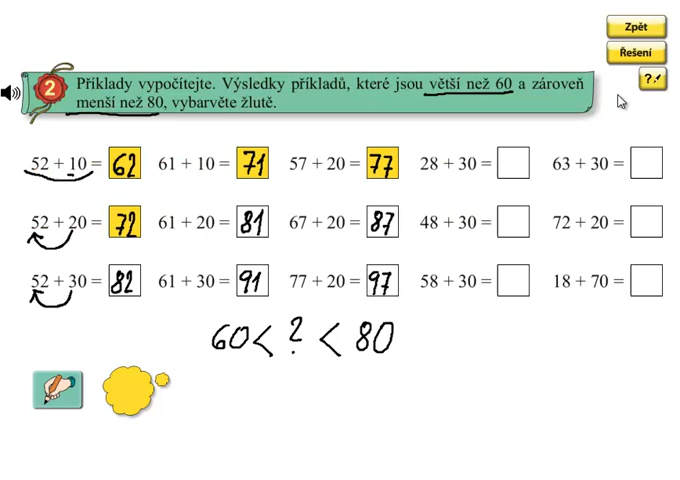 Zpět
Řešení
?
2 Příklady vypočítejte. Výsledky příkladů, které jsou větší než 60 a zároveň
menší než 80, vybarvěte žlutě.
52 + 10 = 62 61 + 10 = 71 57 + 20 = 77 28 + 30 = 63 + 30 =
52 + 20 = 72 61 + 20 = 81 67 + 20 = 87 48 + 30 = 72 + 20 =
52 + 30 = 82 61 + 30 = 91 77 + 20 = 97 58 + 30 = 18 + 70 =
60 < ? < 80